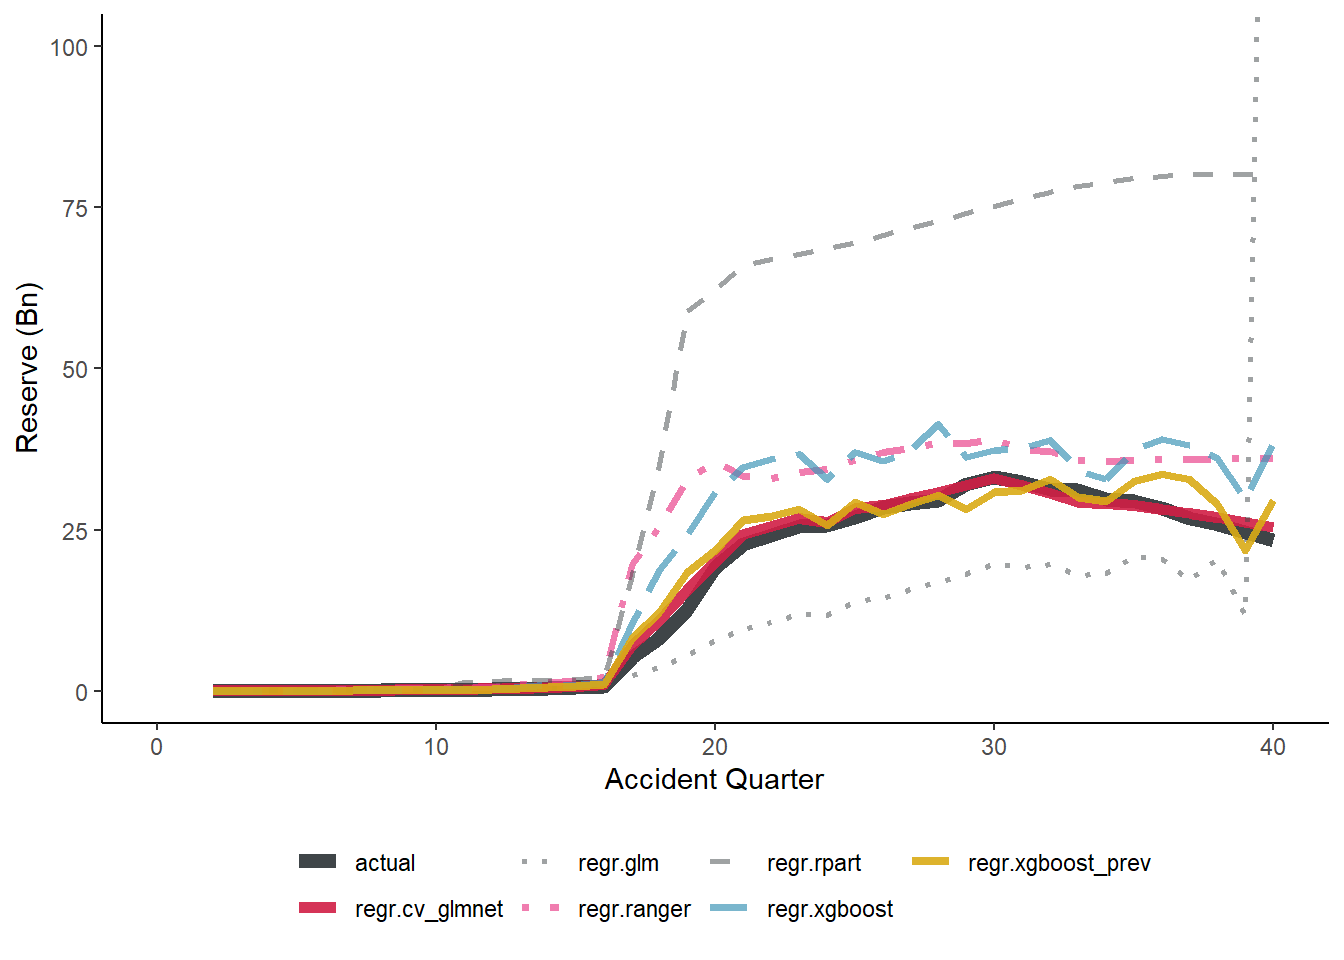 100
75
50
25
0
Reserve (Bn)
0 10 20 30 40
Accident Quarter
actual regr.glm regr.rpart regr.xgboost_prev
regr.cv_glmnet regr.ranger regr.xgboost